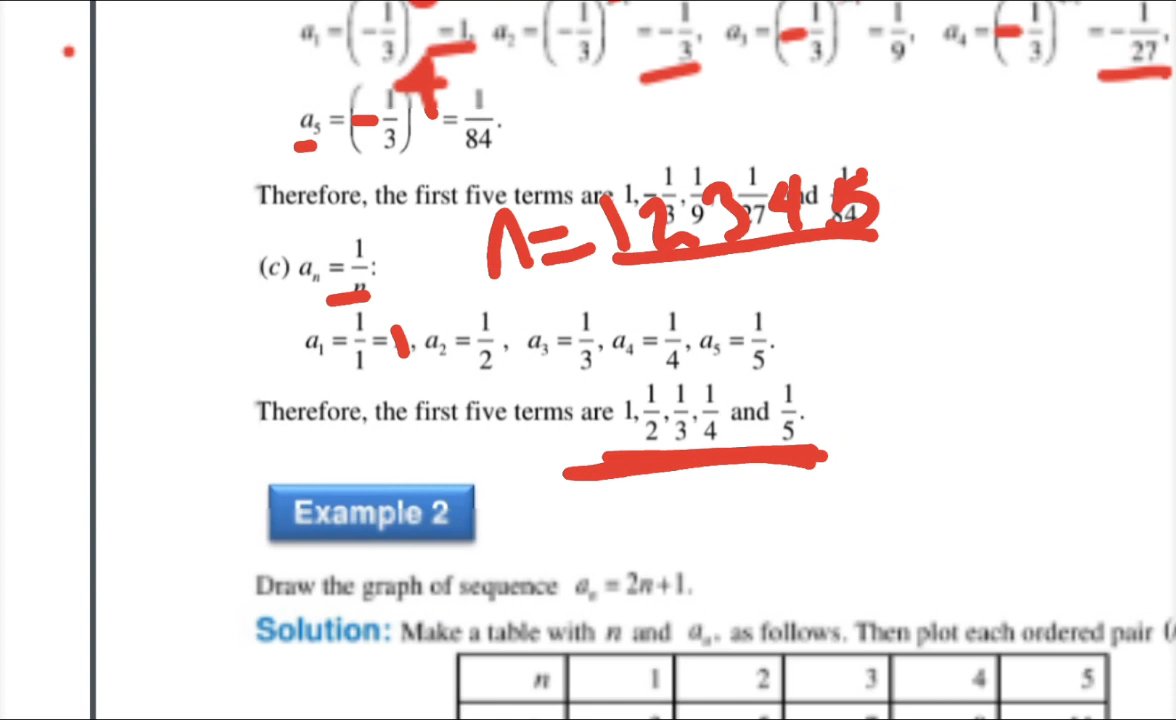 a₁ = (-1/3) = 1, a₂ = (-1/3) = -1/3, a₃ = (-1/3) = 1/9, a₄ = (-1/3) = -1/27,
a₅ = (-1/3)⁴ = 1/84.
Therefore, the first five terms are 1, -1/3, 1/9, 1/27 1/84
n = 1 2 3 4 5
(c) aₙ = 1/n:
a₁ = 1/1 = 1, a₂ = 1/2, a₃ = 1/3, a₄ = 1/4, a₅ = 1/5.
Therefore, the first five terms are 1, 1/2, 1/3, 1/4 and 1/5.
Example 2
Draw the graph of sequence aₙ = 2n+1.
Solution: Make a table with n and aₙ, as follows. Then plot each ordered pair
n 1 2 3 4 5